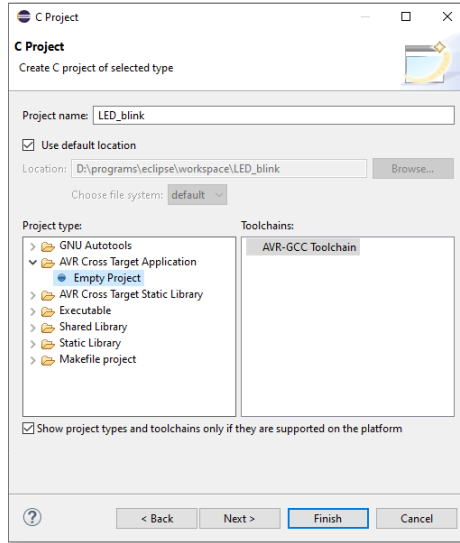 C Project
C Project
Create C project of selected type
Project name: LED_blink
Use default location
Location: D:\programs\eclipse\workspace\LED_blink Browse...
Choose file system: default
Project type:
GNU Autotools
AVR Cross Target Application
Empty Project
AVR Cross Target Static Library
Executable
Shared Library
Static Library
Makefile project
Toolchains:
AVR-GCC Toolchain
Show project types and toolchains only if they are supported on the platform
? < Back Next > Finish Cancel